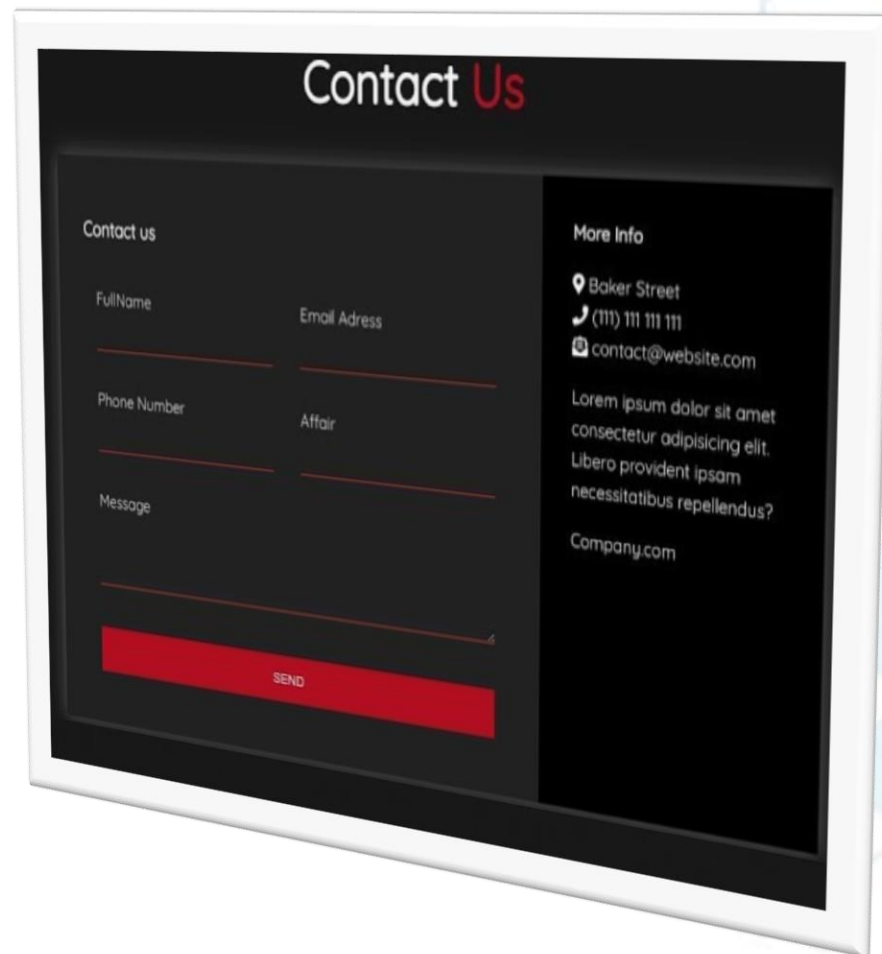 Contact Us
Contact us
FullName
Email Adress
Phone Number
Affair
Message
SEND
More Info
Baker Street
(111) 111 111 111
contact@website.com
Lorem ipsum dolor sit amet
consectetur adipisicing elit.
Libero provident ipsam
necessitatibus repellendus?
Company.com